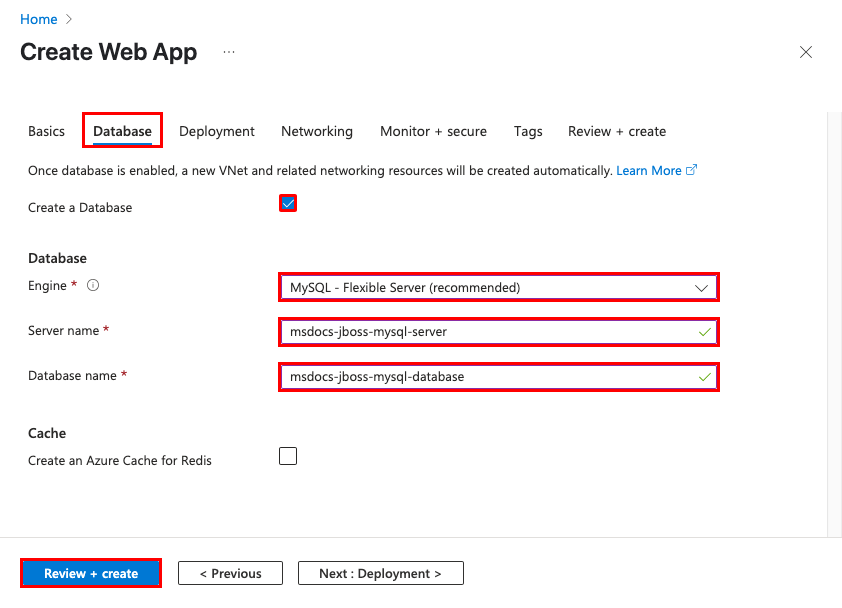 Home >
Create Web App ...
Basics Database Deployment Networking Monitor + secure Tags Review + create
Once database is enabled, a new VNet and related networking resources will be created automatically. Learn More
Create a Database
Database
Engine * MySQL - Flexible Server (recommended)
Server name * msdocs-jboss-mysql-server
Database name * msdocs-jboss-mysql-database
Cache
Create an Azure Cache for Redis
Review + create < Previous Next : Deployment >